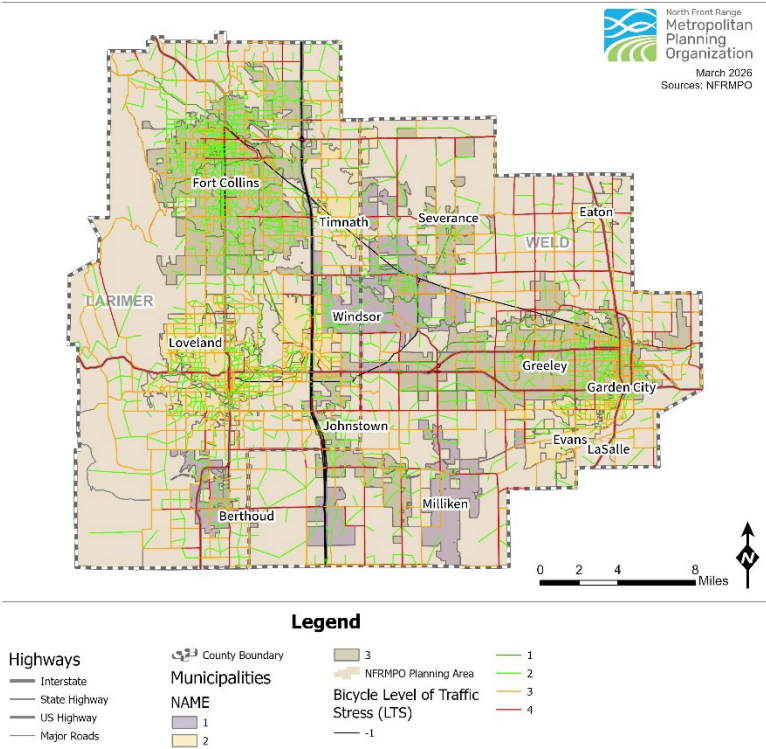 North Front Range
Metropolitan
Planning
Organization
March 2026
Sources: NFRMPO
Fort Collins
Timnath
Severance
Eaton
WELD
LARIMER
Windsor
Loveland
Greeley
Garden City
Johnstown
Evans
LaSalle
Milliken
Berthoud
N
0 2 4 8
Miles
Legend
Highways
Interstate
State Highway
US Highway
Major Roads
County Boundary
Municipalities
NAME
1
2
3
NFRMPO Planning Area
Bicycle Level of Traffic
Stress (LTS)
-1
1
2
3
4